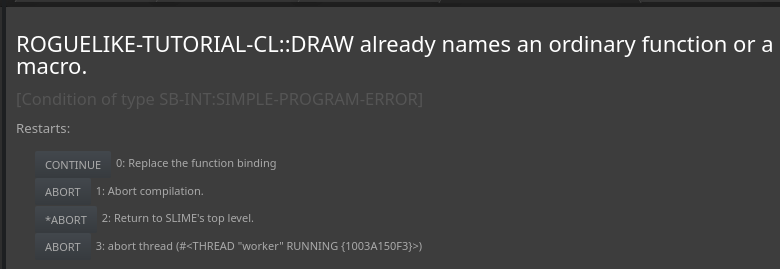 ROGUELIKE-TUTORIAL-CL::DRAW already names an ordinary function or a
macro.
[Condition of type SB-INT:SIMPLE-PROGRAM-ERROR]
Restarts:
CONTINUE 0: Replace the function binding
ABORT 1: Abort compilation.
*ABORT 2: Return to SLIME's top level.
ABORT 3: abort thread (#<THREAD "worker" RUNNING {1003A150F3}>)